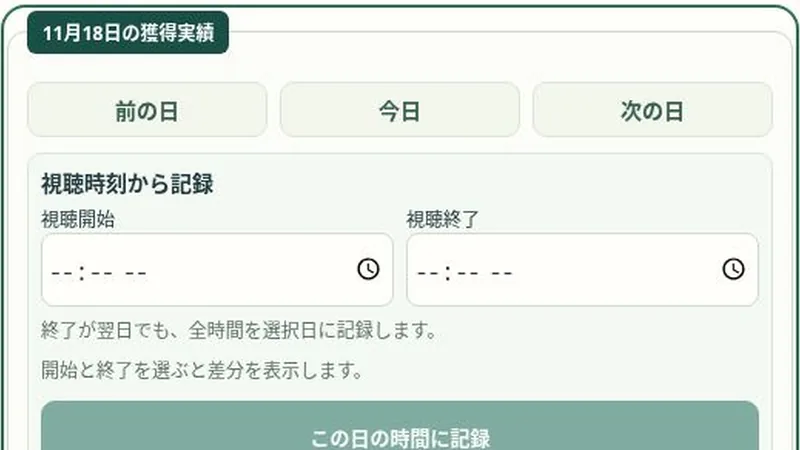 11月18日の獲得実績
前の日 今日 次の日
視聴時刻から記録
視聴開始 視聴終了
--:-- -- --:-- --
終了が翌日でも、全時間を選択日に記録します。
開始と終了を選ぶと差分を表示します。
この日の時間に記録